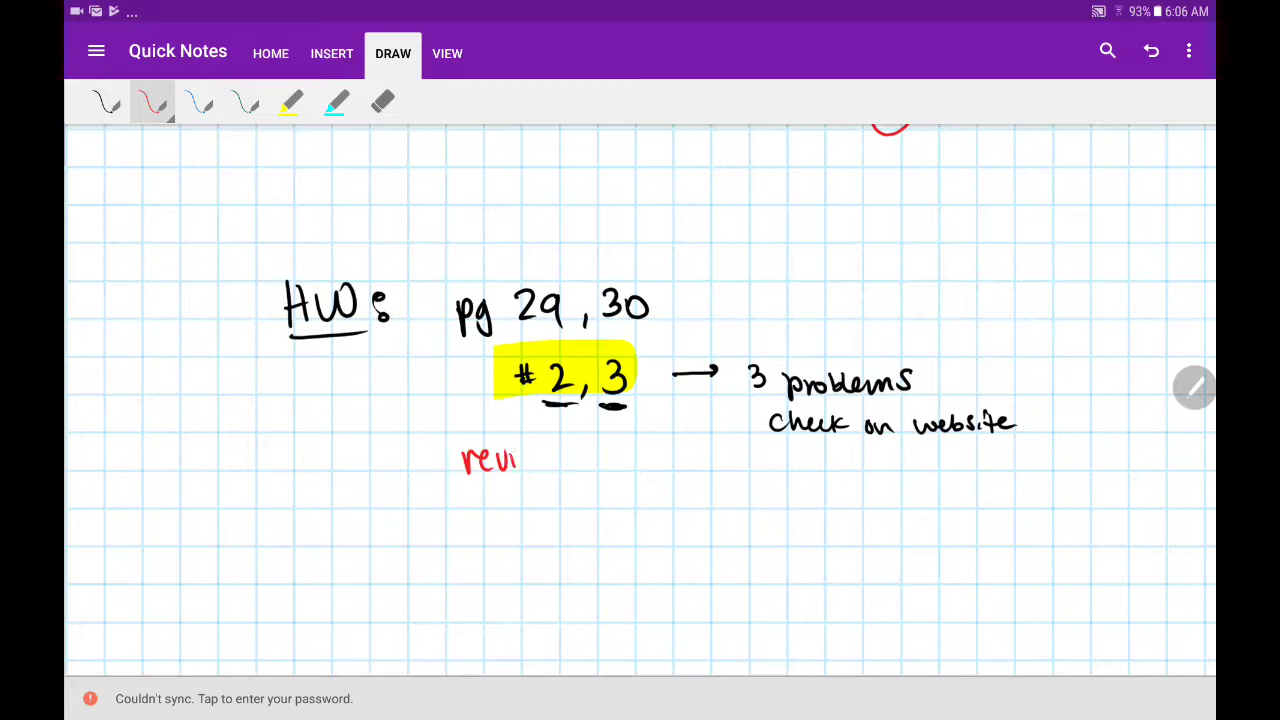 ... 93% 6:06 AM
Quick Notes HOME INSERT DRAW VIEW
HW: pg 29, 30
# 2, 3 → 3 problems
check on website
revi
Couldn't sync. Tap to enter your password.